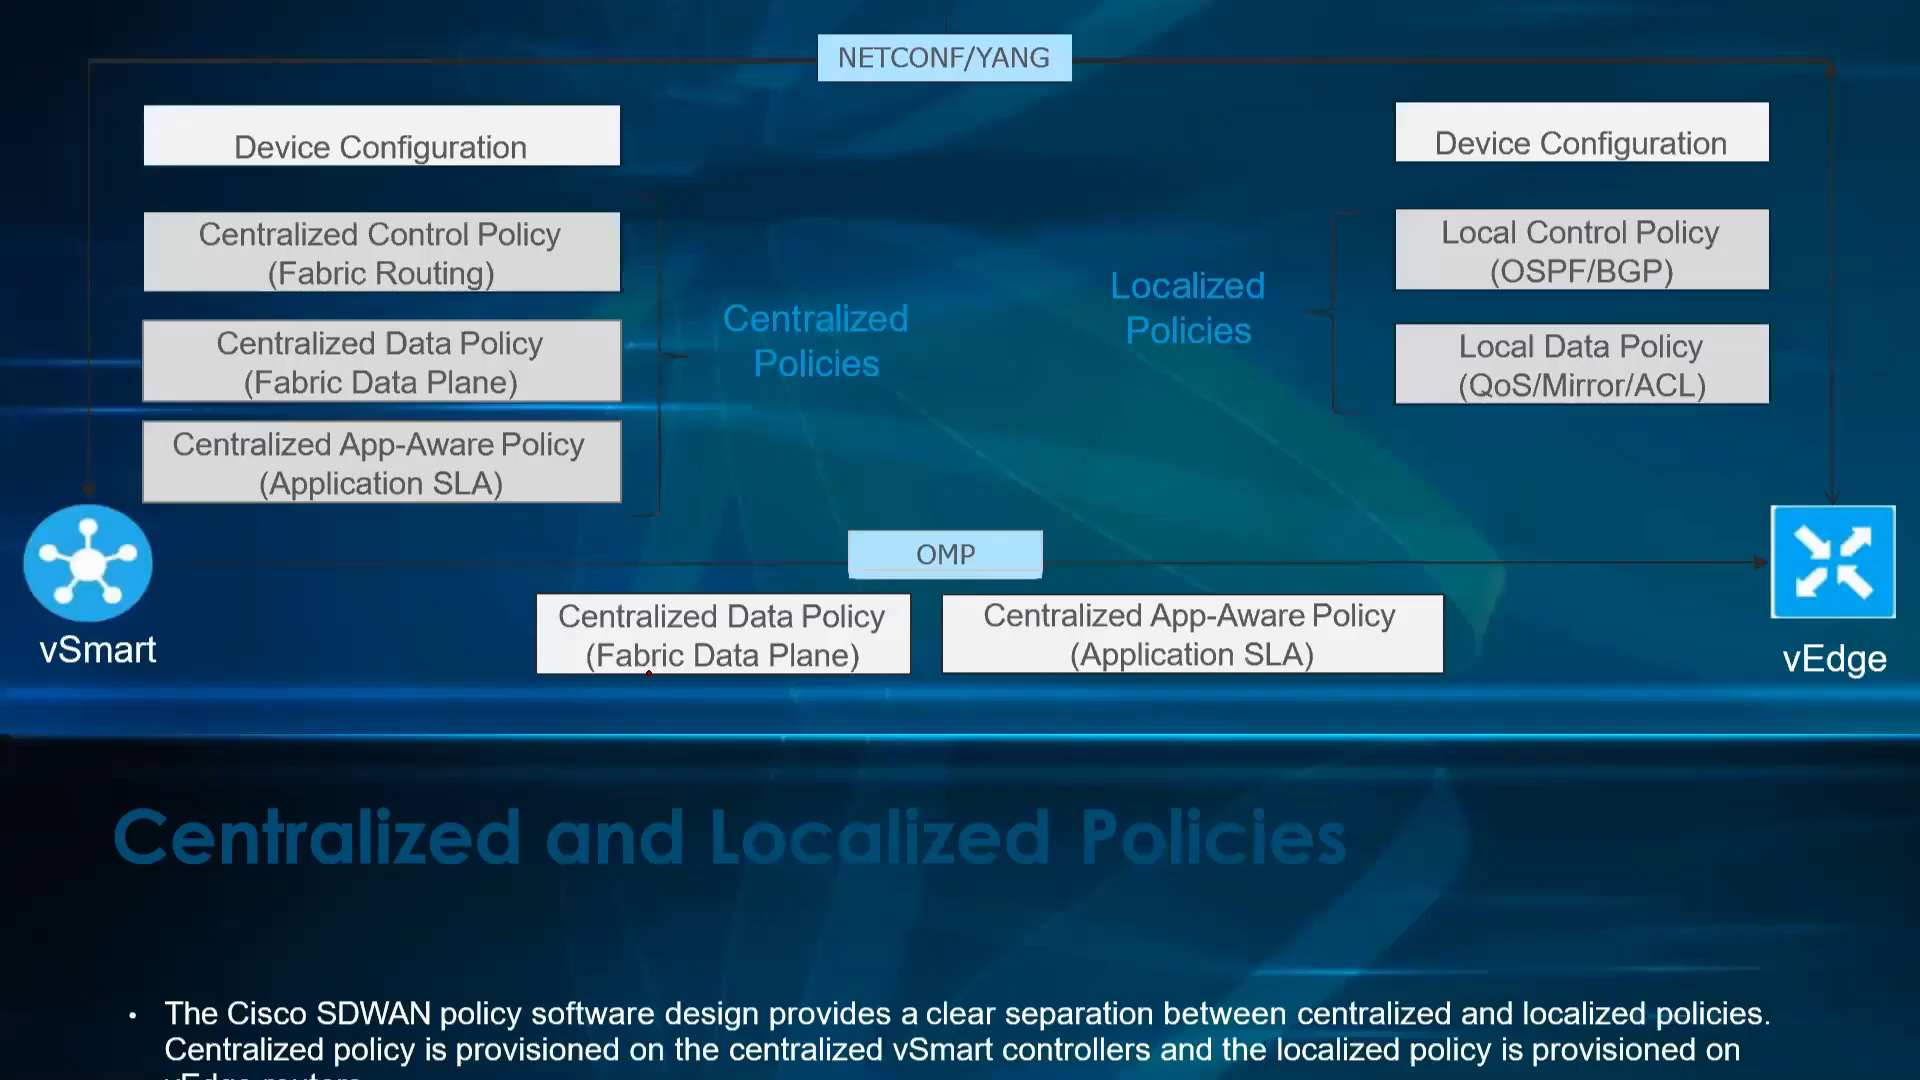 NETCONF/YANG
Device Configuration
Device Configuration
Centralized Control Policy
(Fabric Routing)
Local Control Policy
(OSPF/BGP)
Centralized Data Policy
(Fabric Data Plane)
Centralized
Policies
Localized
Policies
Local Data Policy
(QoS/Mirror/ACL)
Centralized App-Aware Policy
(Application SLA)
OMP
Centralized Data Policy
(Fabric Data Plane)
Centralized App-Aware Policy
(Application SLA)
vSmart
vEdge
Centralized and Localized Policies
• The Cisco SDWAN policy software design provides a clear separation between centralized and localized policies.
Centralized policy is provisioned on the centralized vSmart controllers and the localized policy is provisioned on